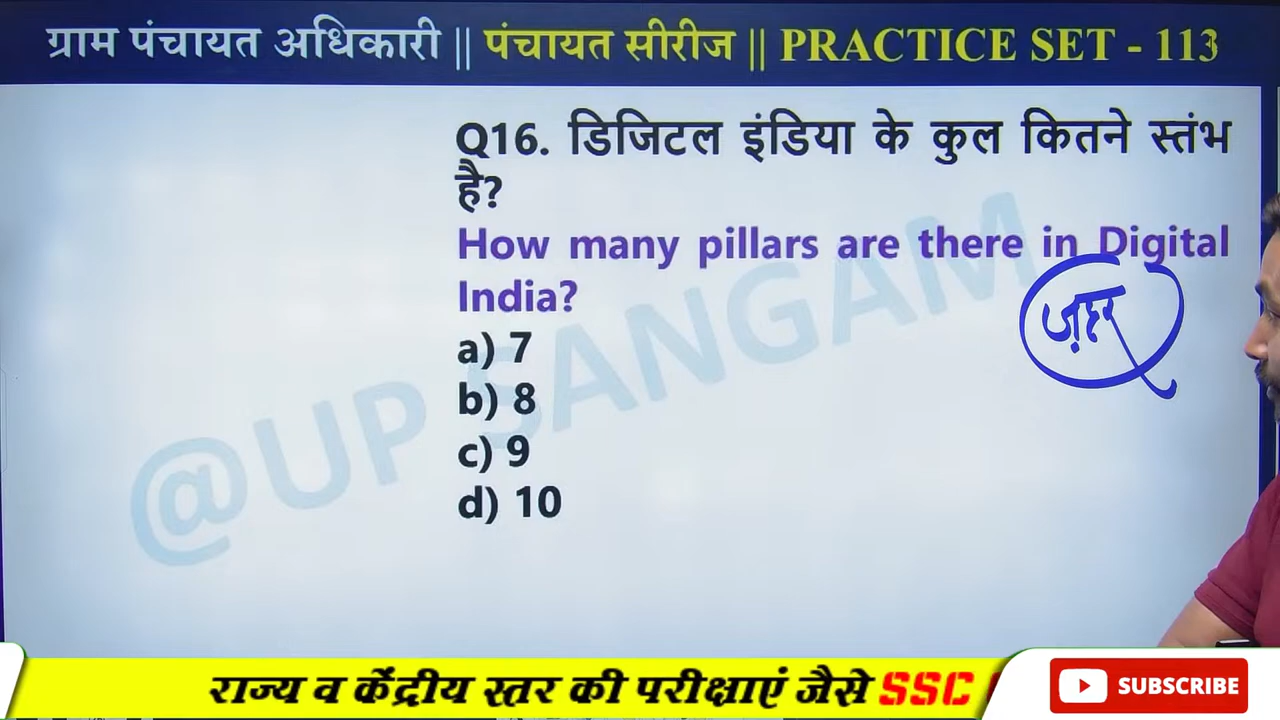 ग्राम पंचायत अधिकारी || पंचायत सीरीज || PRACTICE SET - 113
Q16. डिजिटल इंडिया के कुल कितने स्तंभ
है?
How many pillars are there in Digital
India?
ज़हर
a) 7
b) 8
c) 9
d) 10
@UP SANGAM
राज्य व केंद्रीय स्तर की परीक्षाएं जैसे SSC
SUBSCRIBE